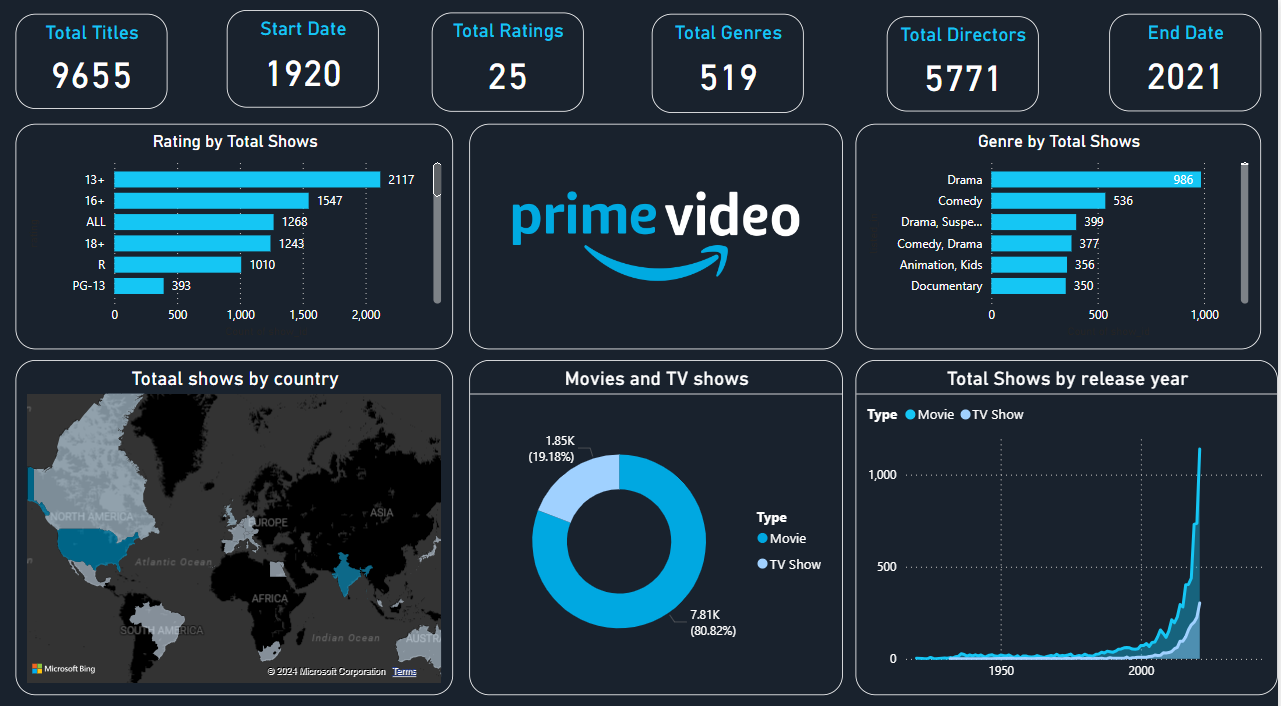 Total Titles
9655
Start Date
1920
Total Ratings
25
Total Genres
519
Total Directors
5771
End Date
2021
Rating by Total Shows
13+ 2117
16+ 1547
ALL 1268
18+ 1243
R 1010
PG-13 393
0 500 1,000 1,500 2,000
prime video
Genre by Total Shows
Drama 986
Comedy 536
Drama, Suspe... 399
Comedy, Drama 377
Animation, Kids 356
Documentary 350
0 500 1,000
Totaal shows by country
NORTH AMERICA
EUROPE
ASIA
Atlantic Ocean
AFRICA
SOUTH AMERICA
Indian Ocean
AUSTR
Microsoft Bing
© 2024 Microsoft Corporation Terms
Movies and TV shows
1.85K
(19.18%)
7.81K
(80.82%)
Type
Movie
TV Show
Total Shows by release year
Type Movie TV Show
1,000
500
0
1950 2000